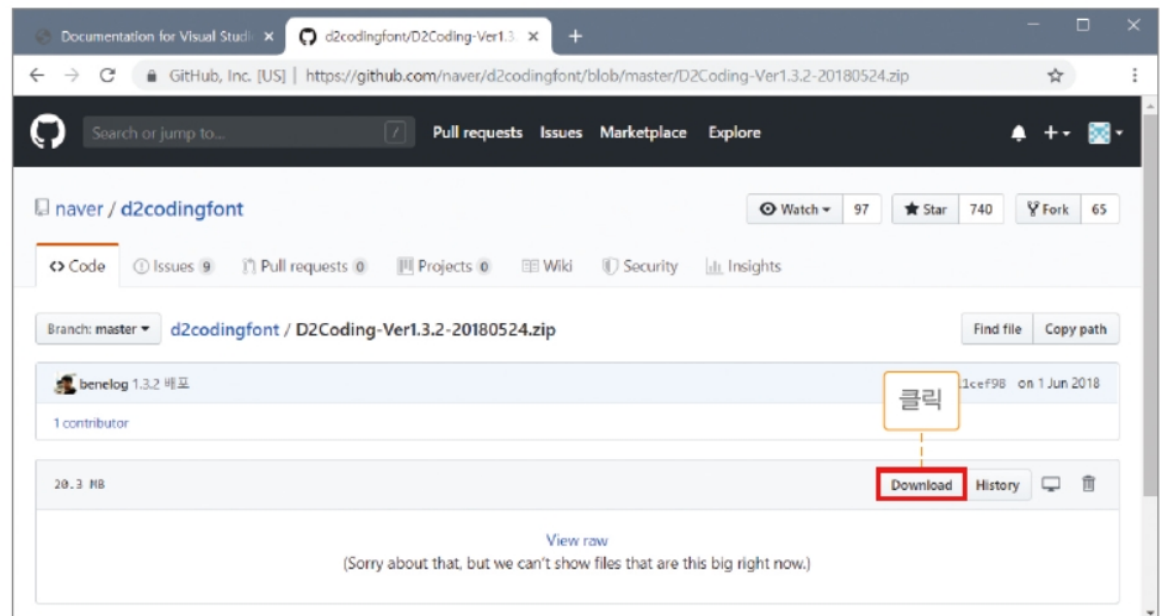 Documentation for Visual Studi
d2codingfont/D2Coding-Ver1.3.
GitHub, Inc. [US] | https://github.com/naver/d2codingfont/blob/master/D2Coding-Ver1.3.2-20180524.zip
Search or jump to... / Pull requests Issues Marketplace Explore
naver / d2codingfont Watch 97 Star 740 Fork 65
Code Issues 9 Pull requests 0 Projects 0 Wiki Security Insights
Branch: master d2codingfont / D2Coding-Ver1.3.2-20180524.zip Find file Copy path
benelog 1.3.2 배포 1cef98 on 1 Jun 2018
클릭
1 contributor
20.3 MB Download History
View raw
(Sorry about that, but we can't show files that are this big right now.)